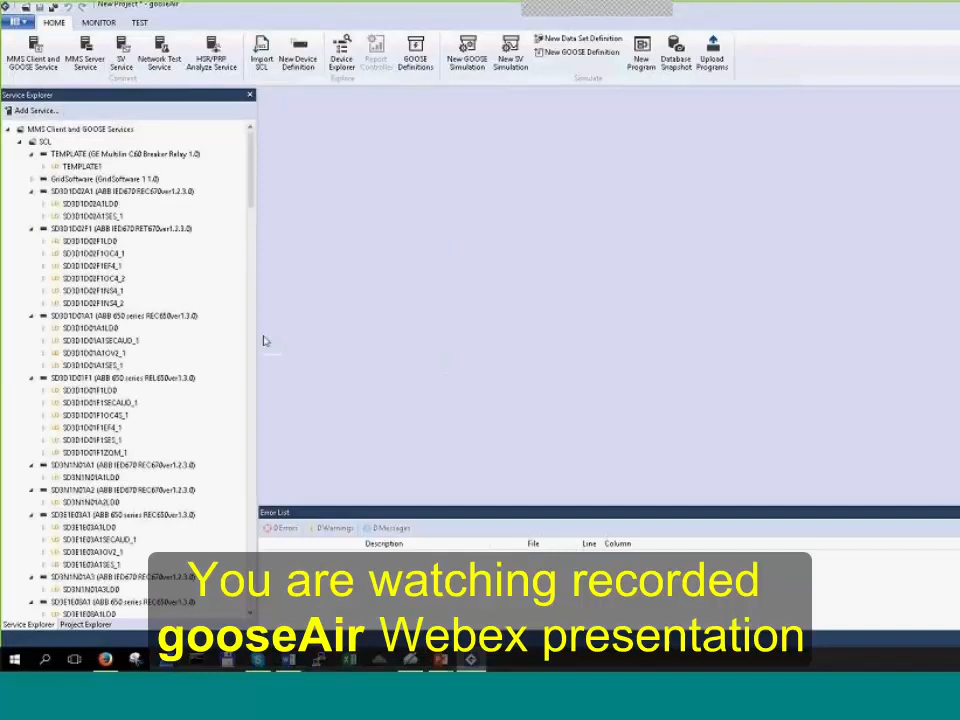 New Project * - gooseAir
HOME MONITOR TEST
MMS Client and GOOSE Service
MMS Server Service
SV Service
Network Test Service
HSR/PRP Analyze Service
Import SCL
New Device Definition
Device Explorer
Report Controller
GOOSE Definitions
New GOOSE Simulation
New SV Simulation
New Data Set Definition
New GOOSE Definition
New Program
Database Snapshot
Upload Programs
Connect
Explore
Simulate
Service Explorer
Add Service...
MMS Client and GOOSE Services
SCL
TEMPLATE (GE Multilin C60 Breaker Relay 1.0)
TEMPLATE1
GridSoftware (GridSoftware 1 1.0)
SD3D1D02A1 (ABB IED670 REC670ver1.2.3.0)
SD3D1D02A1LD0
SD3D1D02A1SES_1
SD3D1D02F1 (ABB IED670 RET670ver1.2.3.0)
SD3D1D02F1LD0
SD3D1D02F1OC4_1
SD3D1D02F1EF4_1
SD3D1D02F1OC4_2
SD3D1D02F1NS4_1
SD3D1D02F1NS4_2
SD3D1D01A1 (ABB 650 series REC650ver1.3.0)
SD3D1D01A1LD0
SD3D1D01A1SECAUD_1
SD3D1D01A1OV2_1
SD3D1D01A1SES_1
SD3D1D01F1 (ABB 650 series REL650ver1.3.0)
SD3D1D01F1LD0
SD3D1D01F1SECAUD_1
SD3D1D01F1OC4S_1
SD3D1D01F1EF4_1
SD3D1D01F1SES_1
SD3D1D01F1ZQM_1
SD3N1N01A1 (ABB IED670 REC670ver1.2.3.0)
SD3N1N01A1LD0
SD3N1N01A2 (ABB IED670 REC670ver1.2.3.0)
SD3N1N01A2LD0
SD3E1E03A1 (ABB 650 series REC650ver1.3.0)
SD3E1E03A1LD0
SD3E1E03A1SECAUD_1
SD3E1E03A1OV2_1
SD3E1E03A1SES_1
SD3N1N01A3 (ABB
SD3N1N01A3LD0
SD3E1E08A1 (ABB 650
SD3E1E08A1LD0
Service Explorer Project Explorer
Error List
0 Errors 0 Warnings 0 Messages
Description File Line Column
You are watching recorded
gooseAir Webex presentation